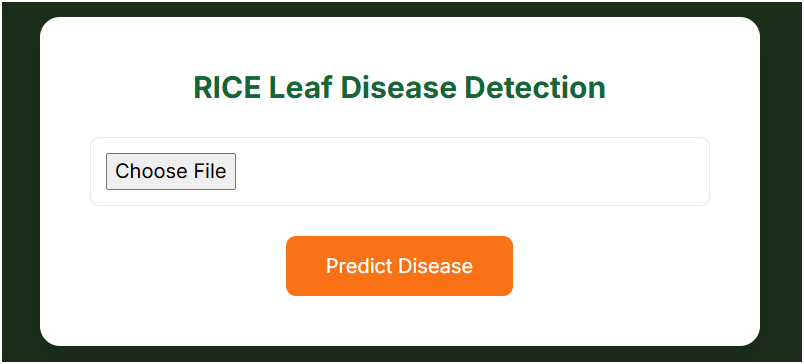 RICE Leaf Disease Detection
Choose File
Predict Disease